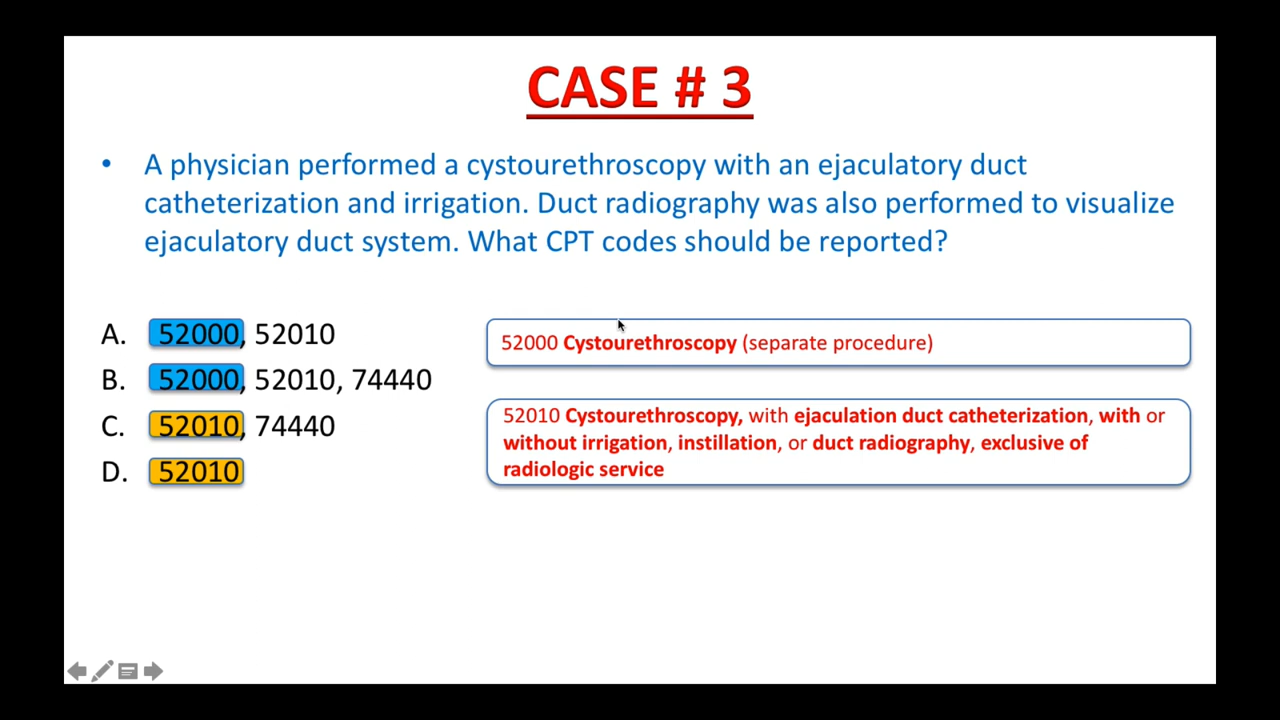 CASE # 3
• A physician performed a cystourethroscopy with an ejaculatory duct
catheterization and irrigation. Duct radiography was also performed to visualize
ejaculatory duct system. What CPT codes should be reported?
A. 52000, 52010
B. 52000, 52010, 74440
C. 52010, 74440
D. 52010
52000 Cystourethroscopy (separate procedure)
52010 Cystourethroscopy, with ejaculation duct catheterization, with or
without irrigation, instillation, or duct radiography, exclusive of
radiologic service